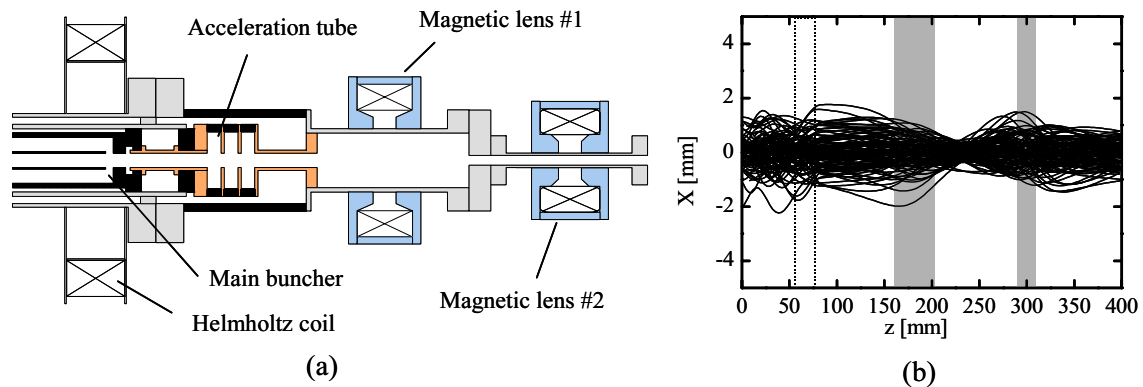 Acceleration tube
Magnetic lens #1
Main buncher
Helmholtz coil
Magnetic lens #2
(a)
X [mm]
4
2
0
-2
-4
0 50 100 150 200 250 300 350 400
z [mm]
(b)